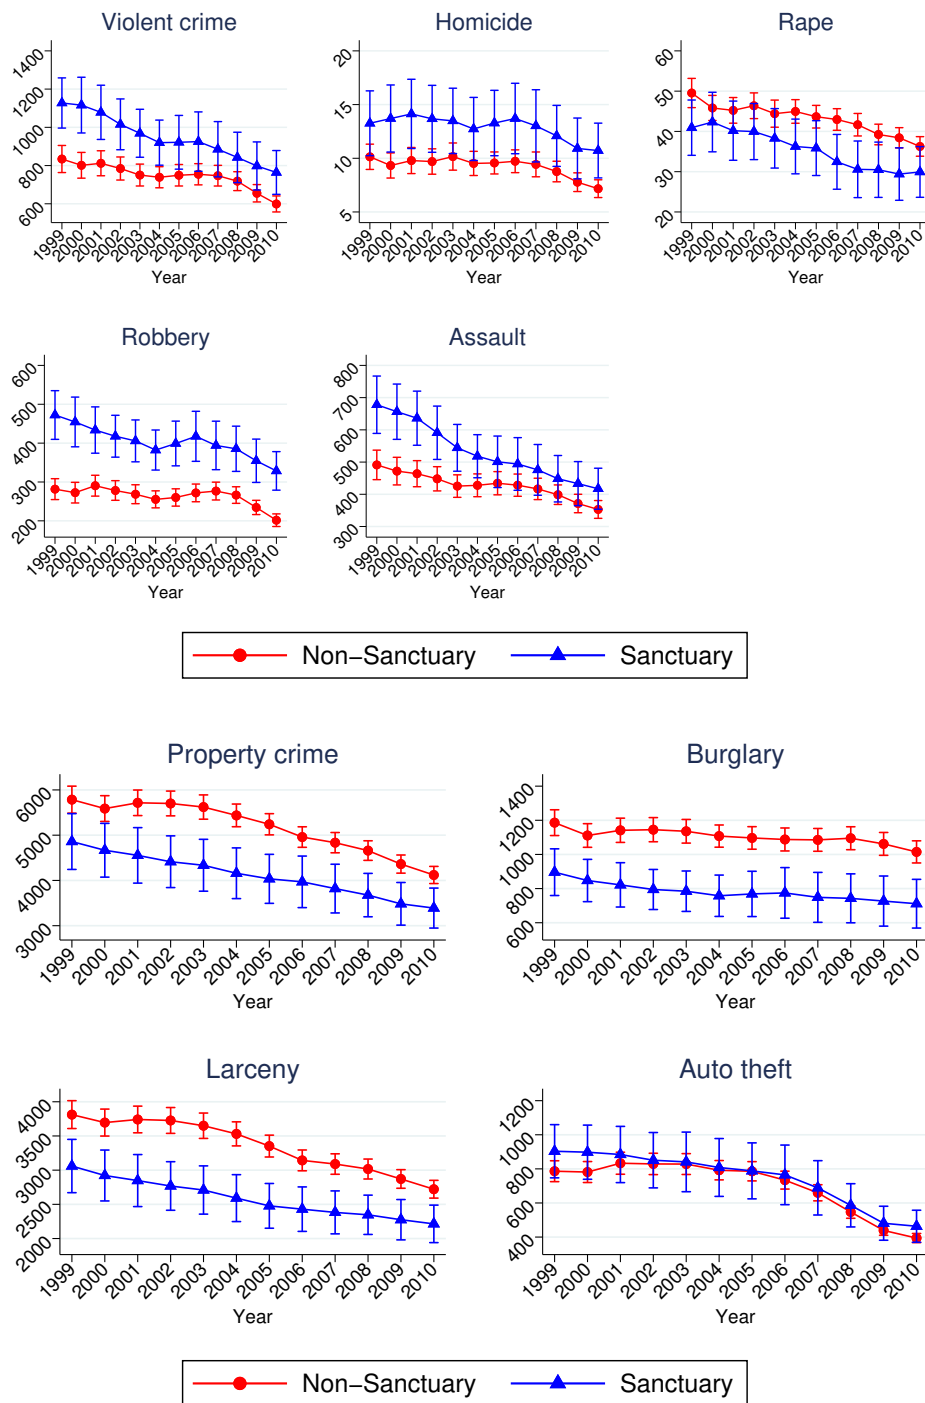 Violent crime
1400
1200
1000
800
600
1999 2000 2001 2002 2003 2004 2005 2006 2007 2008 2009 2010
Year
Homicide
20
15
10
5
1999 2000 2001 2002 2003 2004 2005 2006 2007 2008 2009 2010
Year
Rape
60
50
40
30
20
1999 2000 2001 2002 2003 2004 2005 2006 2007 2008 2009 2010
Year
Robbery
600
500
400
300
200
1999 2000 2001 2002 2003 2004 2005 2006 2007 2008 2009 2010
Year
Assault
800
700
600
500
400
300
1999 2000 2001 2002 2003 2004 2005 2006 2007 2008 2009 2010
Year
Non−Sanctuary Sanctuary
Property crime
6000
5000
4000
3000
1999 2000 2001 2002 2003 2004 2005 2006 2007 2008 2009 2010
Year
Burglary
1400
1200
1000
800
600
1999 2000 2001 2002 2003 2004 2005 2006 2007 2008 2009 2010
Year
Larceny
4000
3500
3000
2500
2000
1999 2000 2001 2002 2003 2004 2005 2006 2007 2008 2009 2010
Year
Auto theft
1200
1000
800
600
400
1999 2000 2001 2002 2003 2004 2005 2006 2007 2008 2009 2010
Year
Non−Sanctuary Sanctuary